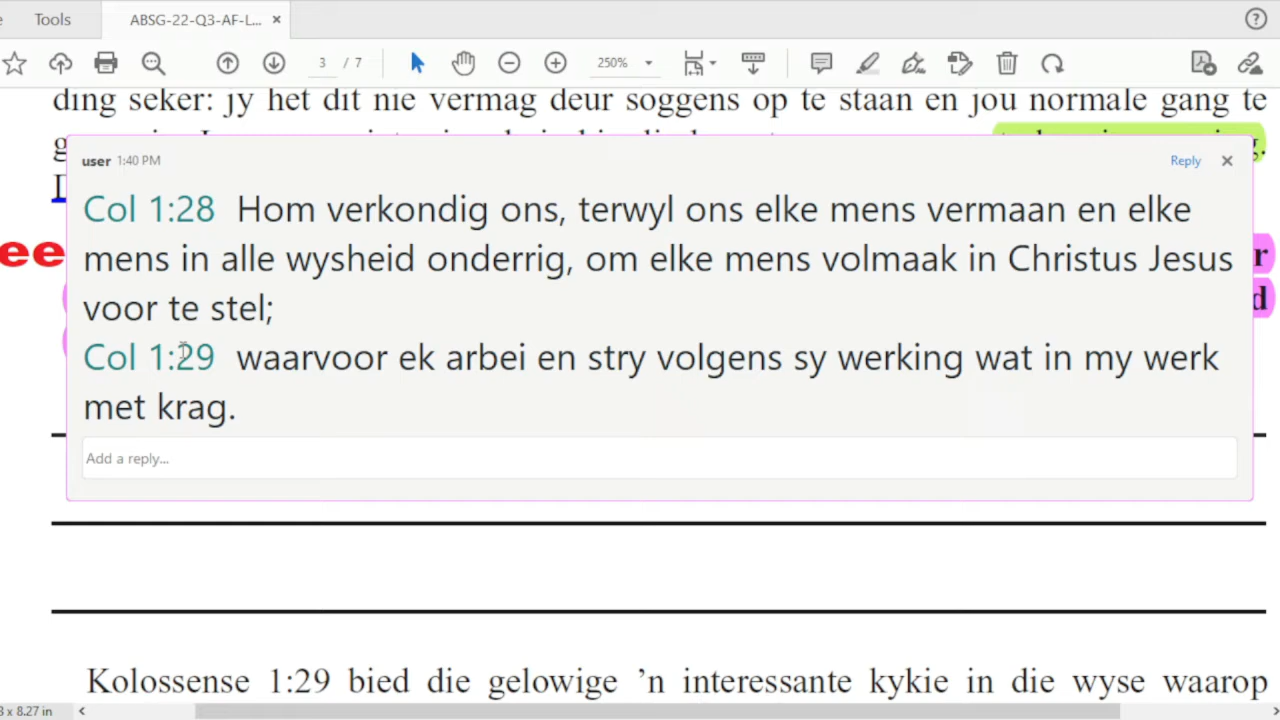 Tools
ABSG-22-Q3-AF-L... ×
3 / 7
250%
ding seker: jy het dit nie vermag deur soggens op te staan en jou normale gang te
user 1:40 PM
Reply
Col 1:28 Hom verkondig ons, terwyl ons elke mens vermaan en elke
mens in alle wysheid onderrig, om elke mens volmaak in Christus Jesus
voor te stel;
Col 1:29 waarvoor ek arbei en stry volgens sy werking wat in my werk
met krag.
Add a reply...
Kolossense 1:29 bied die gelowige ’n interessante kykie in die wyse waarop
x 8.27 in